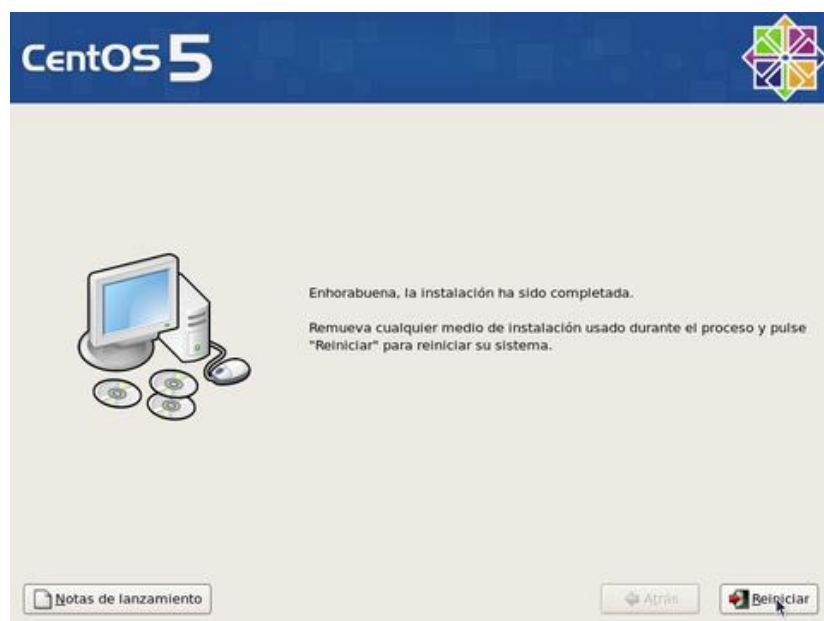 CentOS 5
Enhorabuena, la instalación ha sido completada.
Remueva cualquier medio de instalación usado durante el proceso y pulse
"Reiniciar" para reiniciar su sistema.
Notas de lanzamiento
Atrás
Reiniciar